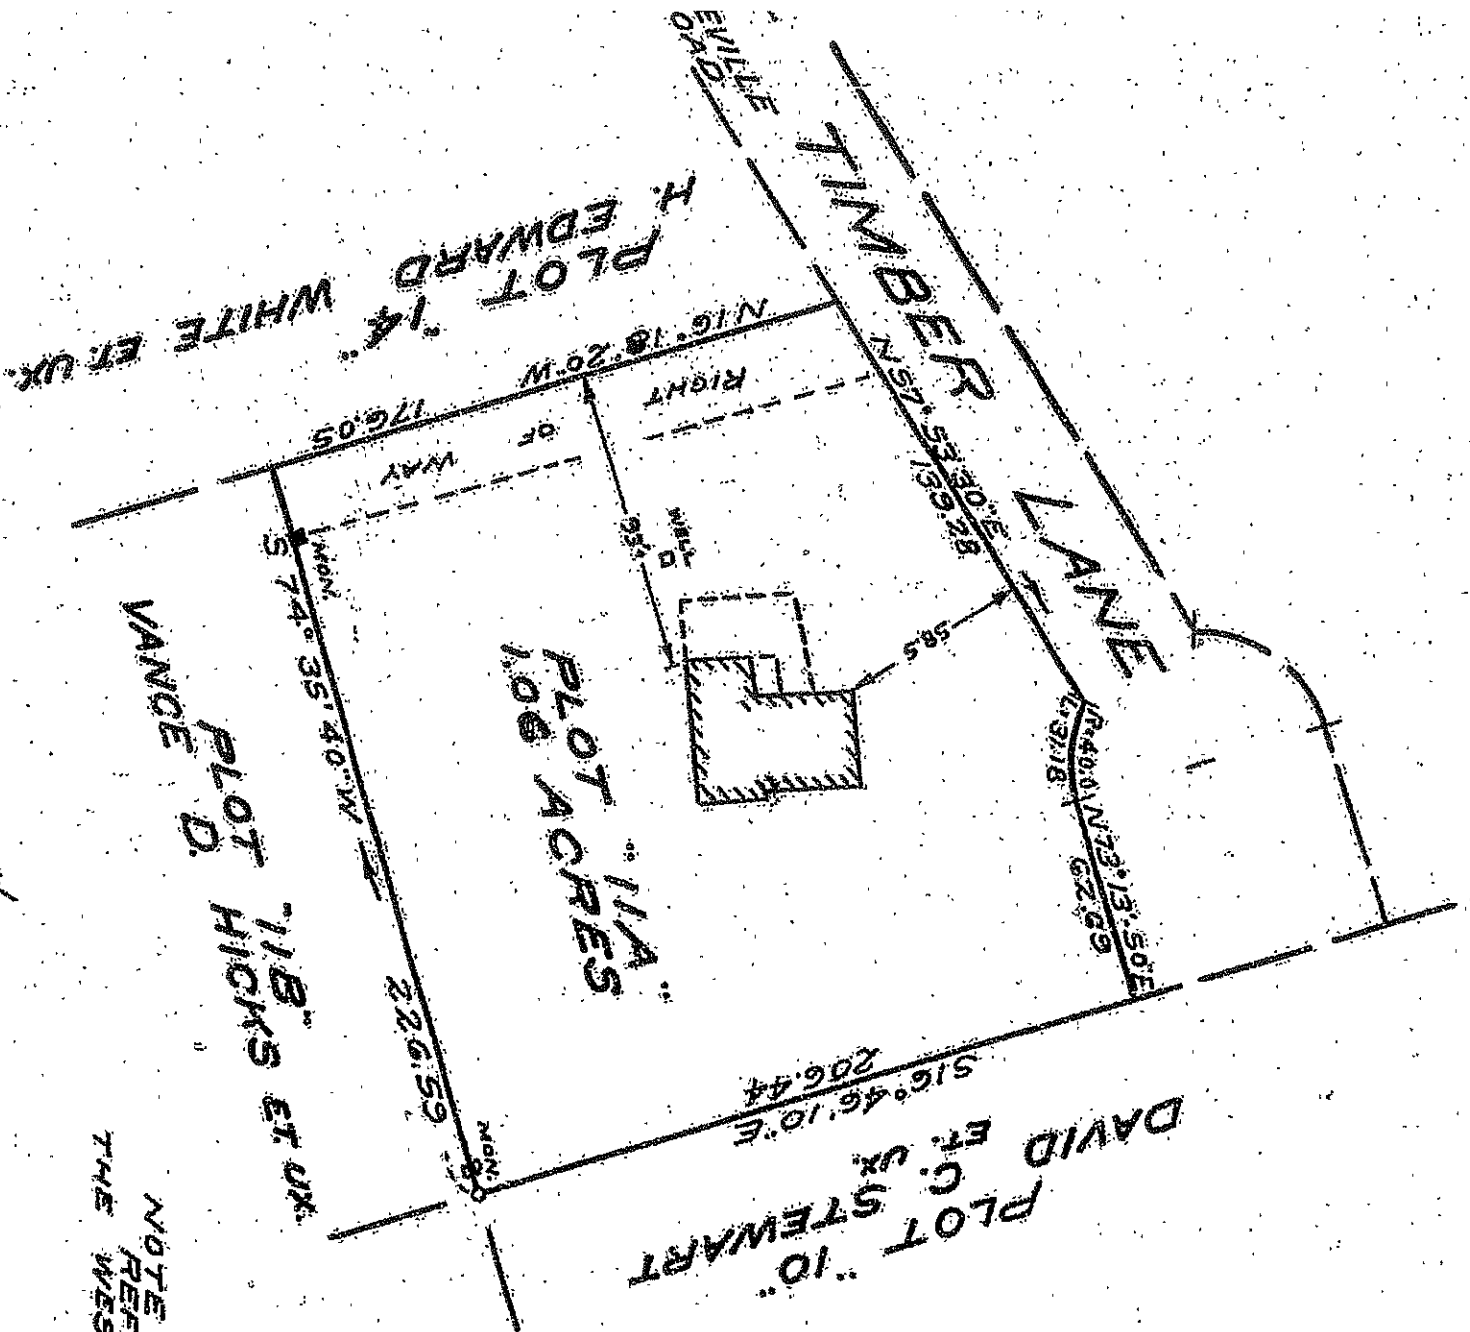 EVILLE
OAD
TIMBER LANE
PLOT "14"
H. EDWARD WHITE ET. UX.
N 16° 18' 20" W
176.05
RIGHT OF WAY
N 57° 53' 30" E
139.28
WELL
93'±
58.5
R=40.0
L=31.18
N 73° 13' 50" E
62.69
PLOT "11A"
1.06 ACRES
MON.
S 74° 35' 40" W
226.59
MON.
PLOT "11B"
VANCE D. HICKS ET. UX.
S 16° 46' 10" E
206.44
PLOT "10"
DAVID C. STEWART
ET. UX.
NOTE
REF
THE WES